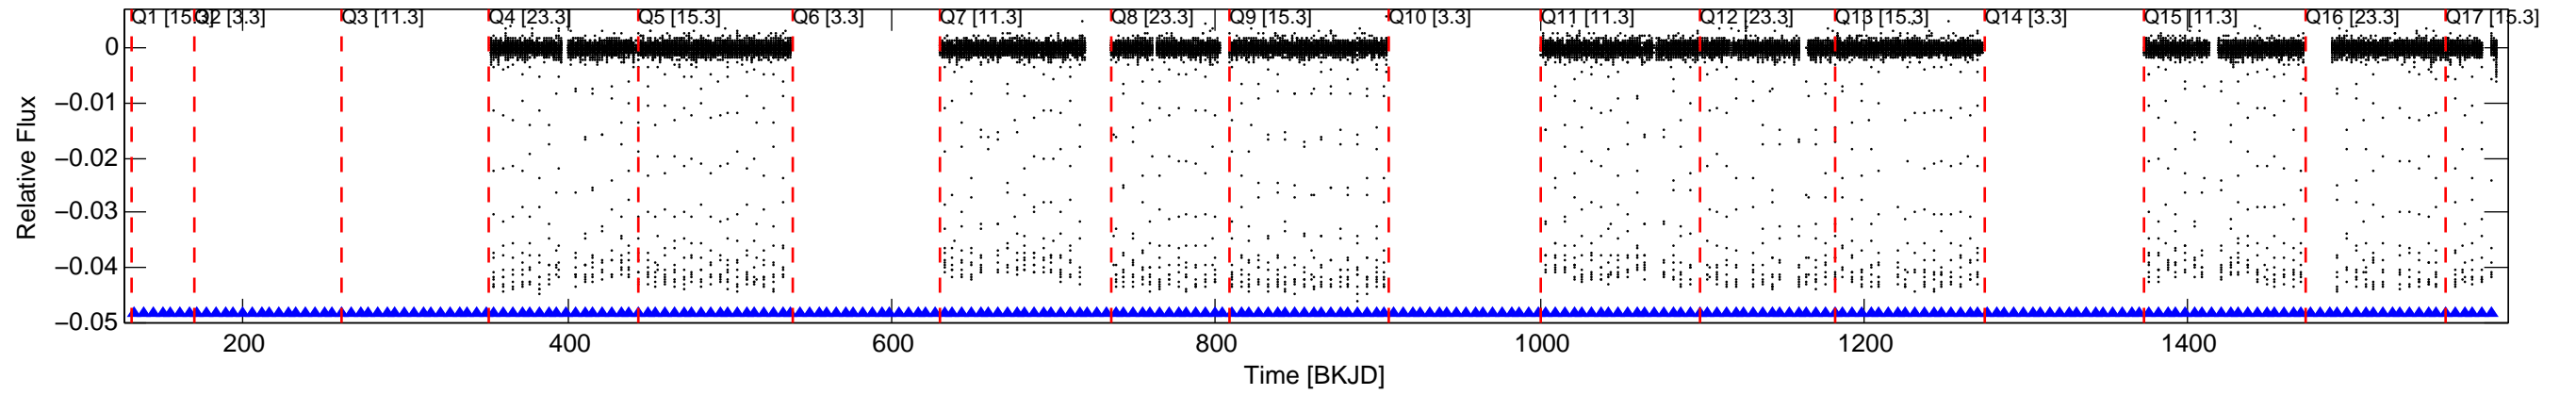 Q1 [15.3] Q2 [3.3] Q3 [11.3] Q4 [23.3] Q5 [15.3] Q6 [3.3] Q7 [11.3] Q8 [23.3] Q9 [15.3] Q10 [3.3] Q11 [11.3] Q12 [23.3] Q13 [15.3] Q14 [3.3] Q15 [11.3] Q16 [23.3] Q17 [15.3]
0
−0.01
−0.02
−0.03
−0.04
−0.05
Relative Flux
200 400 600 800 1000 1200 1400
Time [BKJD]